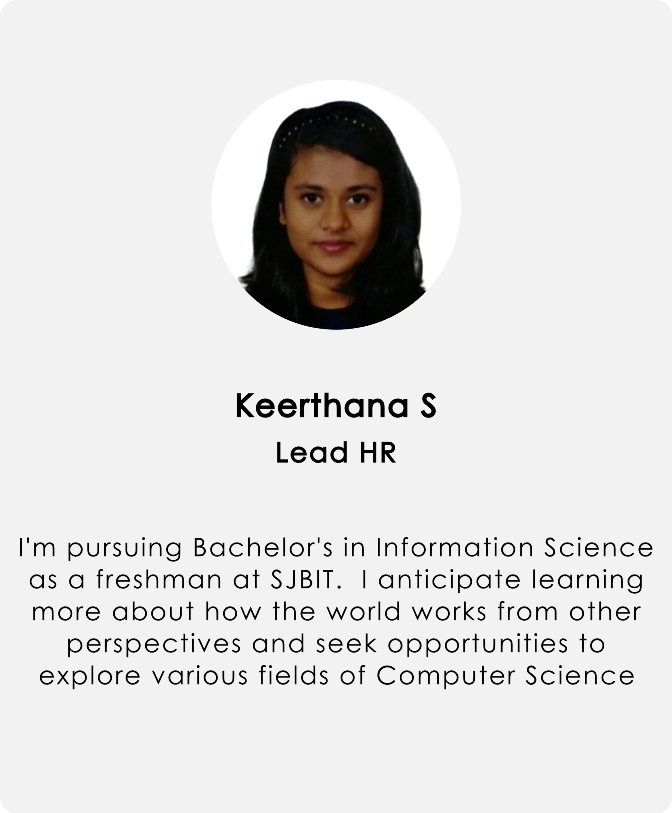 Keerthana S
Lead HR
I'm pursuing Bachelor's in Information Science
as a freshman at SJBIT.  I anticipate learning
more about how the world works from other
perspectives and seek opportunities to
explore various fields of Computer Science